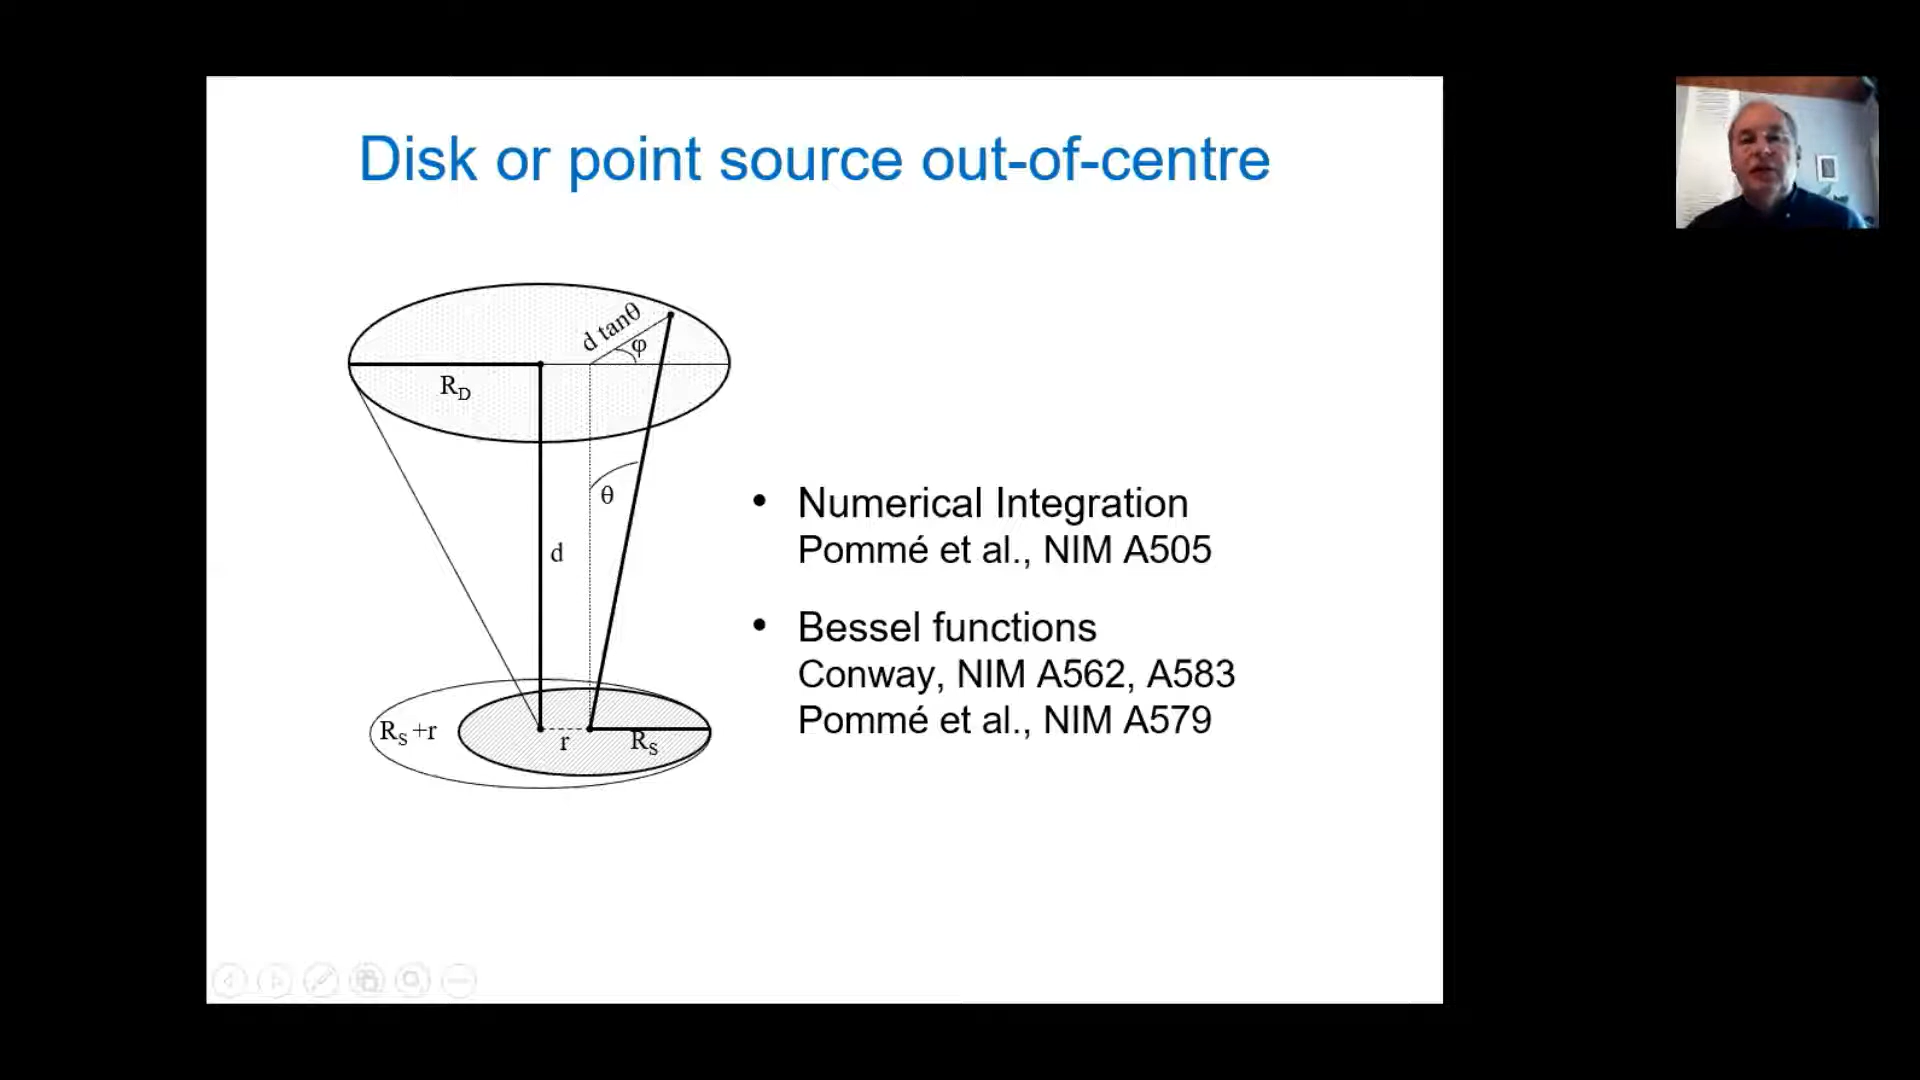 Disk or point source out-of-centre
d tanθ
φ
R_D
θ
d
• Numerical Integration
Pommé et al., NIM A505
• Bessel functions
Conway, NIM A562, A583
Pommé et al., NIM A579
R_S+r
r
R_S